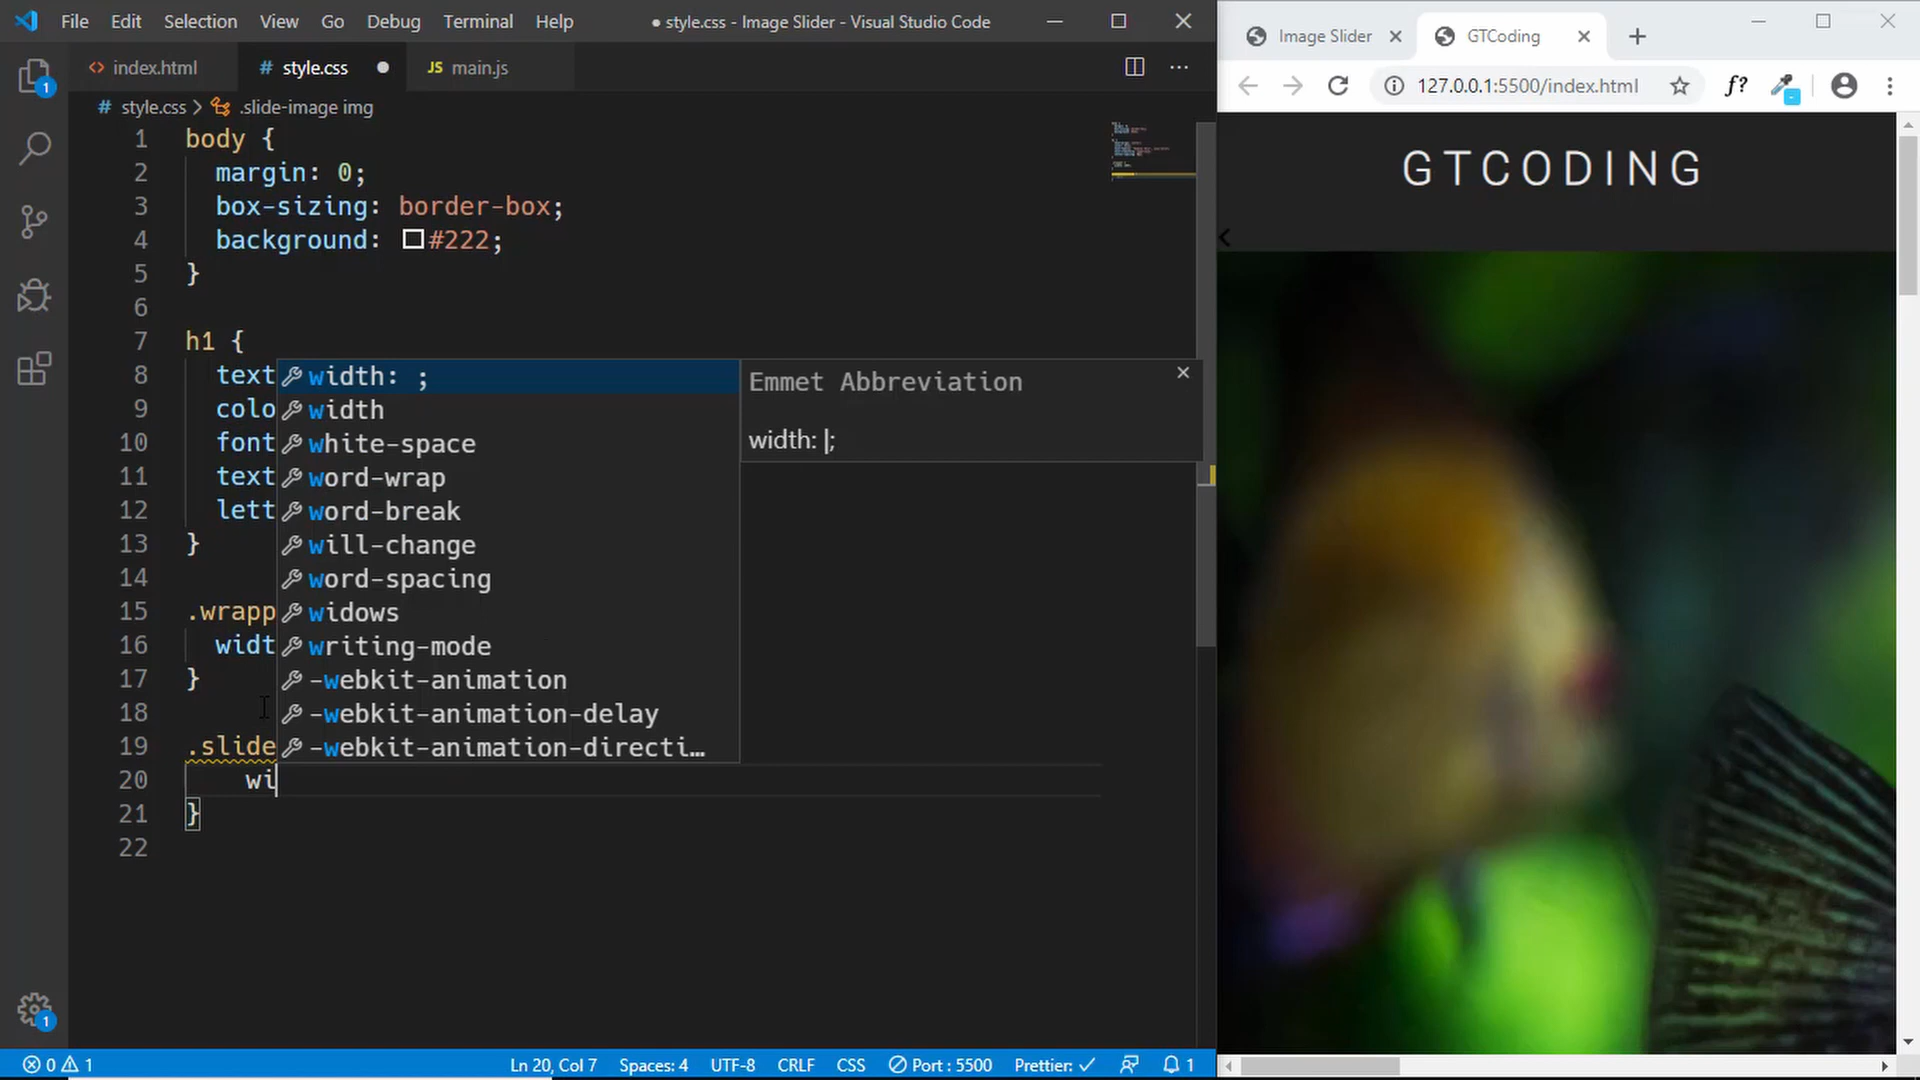 File Edit Selection View Go Debug Terminal Help
● style.css - Image Slider - Visual Studio Code
<> index.html
# style.css ●
JS main.js
# style.css > .slide-image img
1 body {
2 margin: 0;
3 box-sizing: border-box;
4 background: #222;
5 }
6
7 h1 {
8 text
9 colo
10 font
11 text
12 lett
13 }
14
15 .wrapp
16 widt
17 }
18
19 .slide
20 wi
21 }
22
width: ;
width
white-space
word-wrap
word-break
will-change
word-spacing
widows
writing-mode
-webkit-animation
-webkit-animation-delay
-webkit-animation-directi…
Emmet Abbreviation
width: |;
1
1
0 1
Ln 20, Col 7 Spaces: 4 UTF-8 CRLF CSS Port : 5500 Prettier: ✓ 1
Image Slider
GTCoding
127.0.0.1:5500/index.html
f?
GTCODING